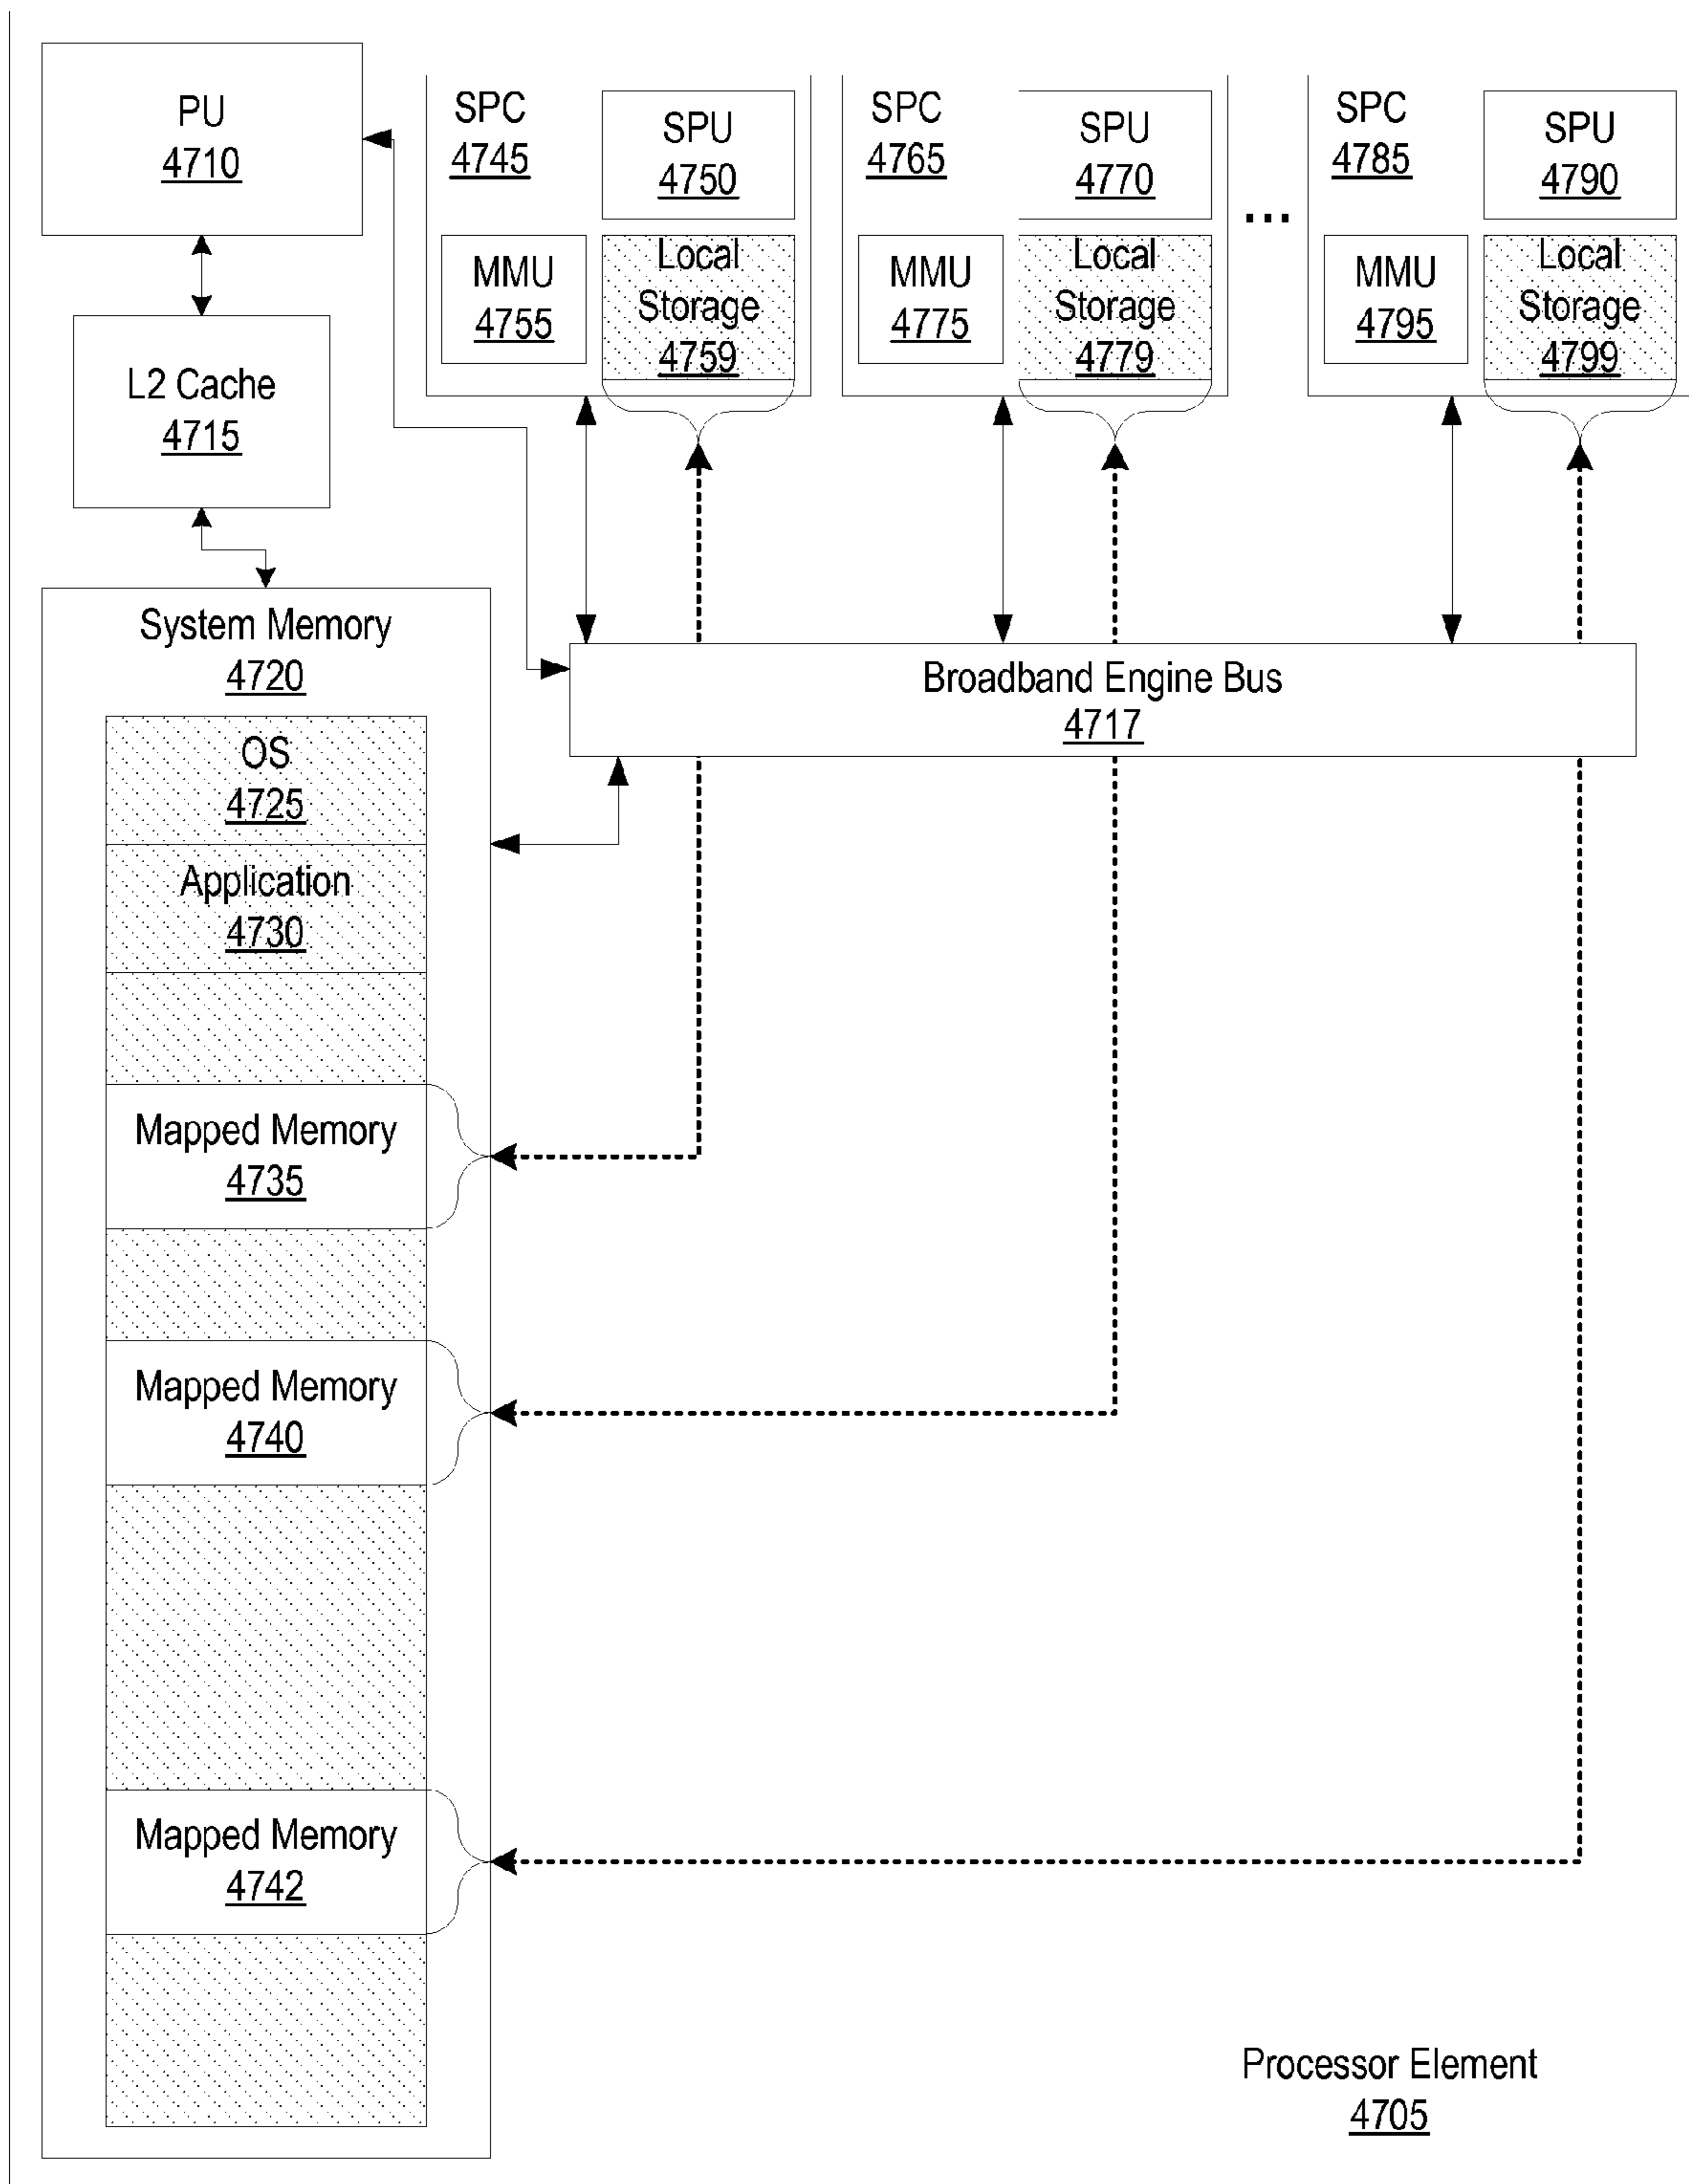 PU
4710
SPC
4745
SPU
4750
MMU
4755
Local
Storage
4759
SPC
4765
SPU
4770
MMU
4775
Local
Storage
4779
...
SPC
4785
SPU
4790
MMU
4795
Local
Storage
4799
L2 Cache
4715
Broadband Engine Bus
4717
System Memory
4720
OS
4725
Application
4730
Mapped Memory
4735
Mapped Memory
4740
Mapped Memory
4742
Processor Element
4705